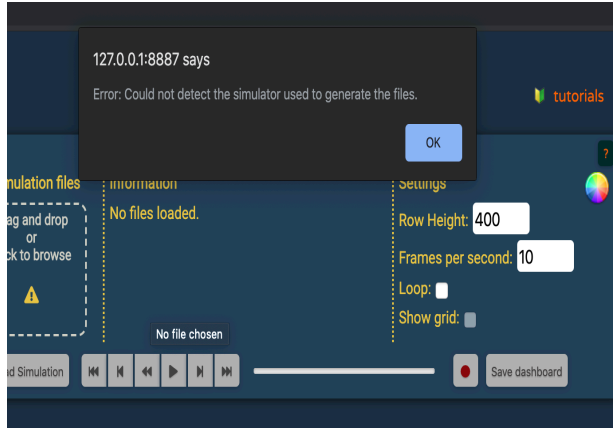 127.0.0.1:8887 says
Error: Could not detect the simulator used to generate the files.
OK
tutorials
?
mulation files
Information
Settings
ag and drop
or
ck to browse
No files loaded.
Row Height: 400
Frames per second: 10
Loop:
Show grid:
No file chosen
ad Simulation
Save dashboard